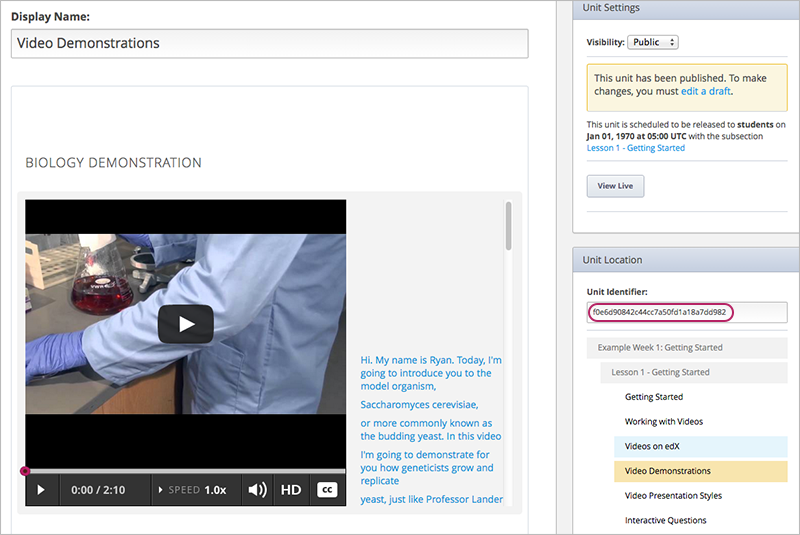 Display Name:
Video Demonstrations
BIOLOGY DEMONSTRATION
0:00 / 2:10
SPEED 1.0x
HD
cc
Hi. My name is Ryan. Today, I'm
going to introduce you to the
model organism,
Saccharomyces cerevisiae,
or more commonly known as
the budding yeast. In this video
I'm going to demonstrate for
you how geneticists grow and
replicate
yeast, just like Professor Lander
Unit Settings
Visibility: Public
This unit has been published. To make
changes, you must edit a draft.
This unit is scheduled to be released to students on
Jan 01, 1970 at 05:00 UTC with the subsection
Lesson 1 - Getting Started
View Live
Unit Location
Unit Identifier:
f0e6d90842c44cc7a50fd1a18a7dd982
Example Week 1: Getting Started
Lesson 1 - Getting Started
Getting Started
Working with Videos
Videos on edX
Video Demonstrations
Video Presentation Styles
Interactive Questions